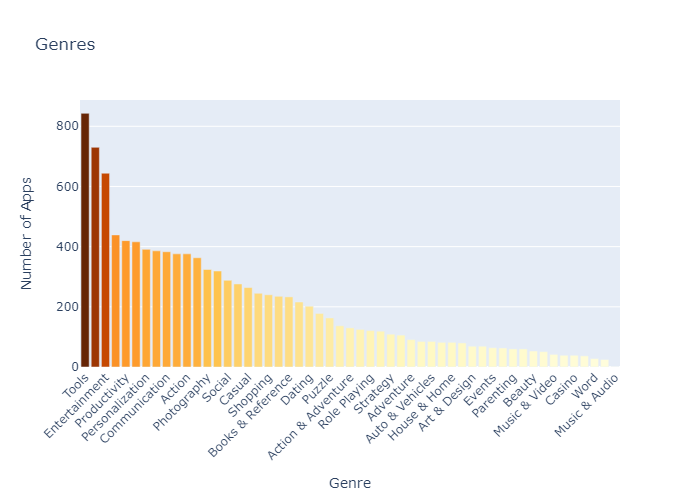 Genres
800
600
400
200
0
Number of Apps
Tools
Entertainment
Productivity
Personalization
Communication
Action
Photography
Social
Casual
Shopping
Books & Reference
Dating
Puzzle
Action & Adventure
Role Playing
Strategy
Adventure
Auto & Vehicles
House & Home
Art & Design
Events
Parenting
Beauty
Music & Video
Casino
Word
Music & Audio
Genre